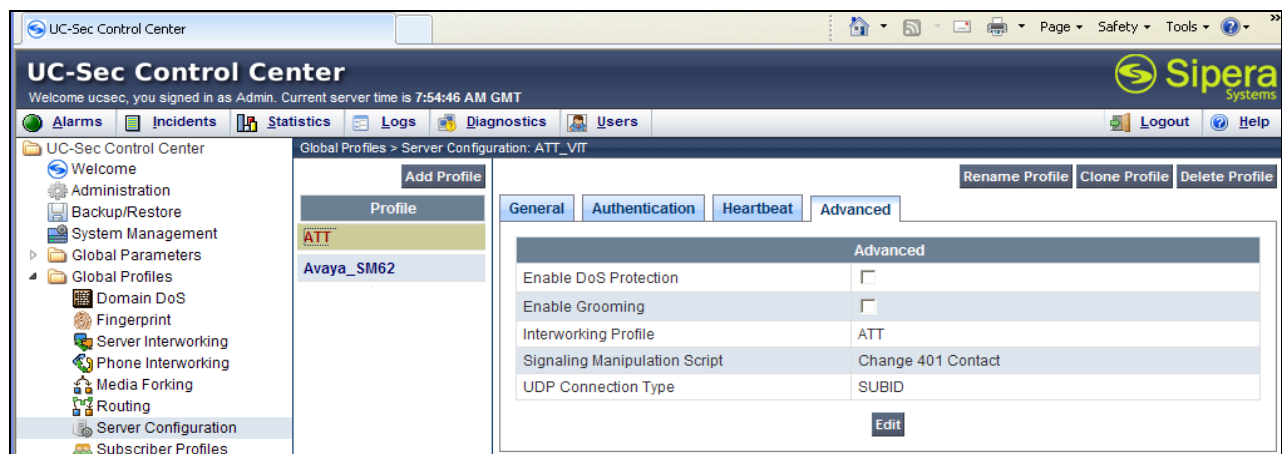 UC-Sec Control Center
Page Safety Tools »
UC-Sec Control Center
Sipera
Systems
Welcome ucsec, you signed in as Admin. Current server time is 7:54:46 AM GMT
Alarms Incidents Statistics Logs Diagnostics Users Logout Help
UC-Sec Control Center
Welcome
Administration
Backup/Restore
System Management
Global Parameters
Global Profiles
Domain DoS
Fingerprint
Server Interworking
Phone Interworking
Media Forking
Routing
Server Configuration
Subscriber Profiles
Global Profiles > Server Configuration: ATT_VIT
Add Profile
Profile
ATT
Avaya_SM62
Rename Profile Clone Profile Delete Profile
General Authentication Heartbeat Advanced
Advanced
Enable DoS Protection
Enable Grooming
Interworking Profile ATT
Signaling Manipulation Script Change 401 Contact
UDP Connection Type SUBID
Edit